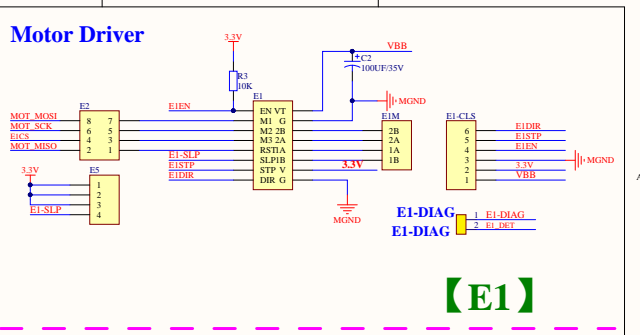 Motor Driver
3.3V
VBB
R3
10K
C2
100UF/35V
E2
E1EN
E1
MGND
MOT_MOSI 8 7
MOT_SCK 6 5
E1CS 4 3
MOT_MISO 2 1
EN VT
M1 G
M2 2B
M3 2A
RST1A
SLP1B
STP V
DIR G
E1M
2B
2A
1A
1B
E1-CLS
6 E1DIR
5 E1STP
4 E1EN
3 MGND
2 3.3V
1 VBB
E1-SLP
E1STP
E1DIR
3.3V
3.3V
E5
1
2
3
4
E1-SLP
MGND
E1-DIAG 1 E1-DIAG
E1-DIAG 2 E1_DET
【E1】
A